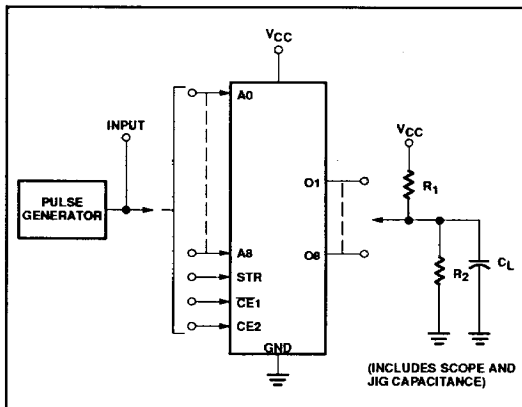 VCC
A0
INPUT
VCC
O1
R1
PULSE
GENERATOR
A8
O8
STR
R2
CL
CE1
CE2
GND
(INCLUDES SCOPE AND
JIG CAPACITANCE)